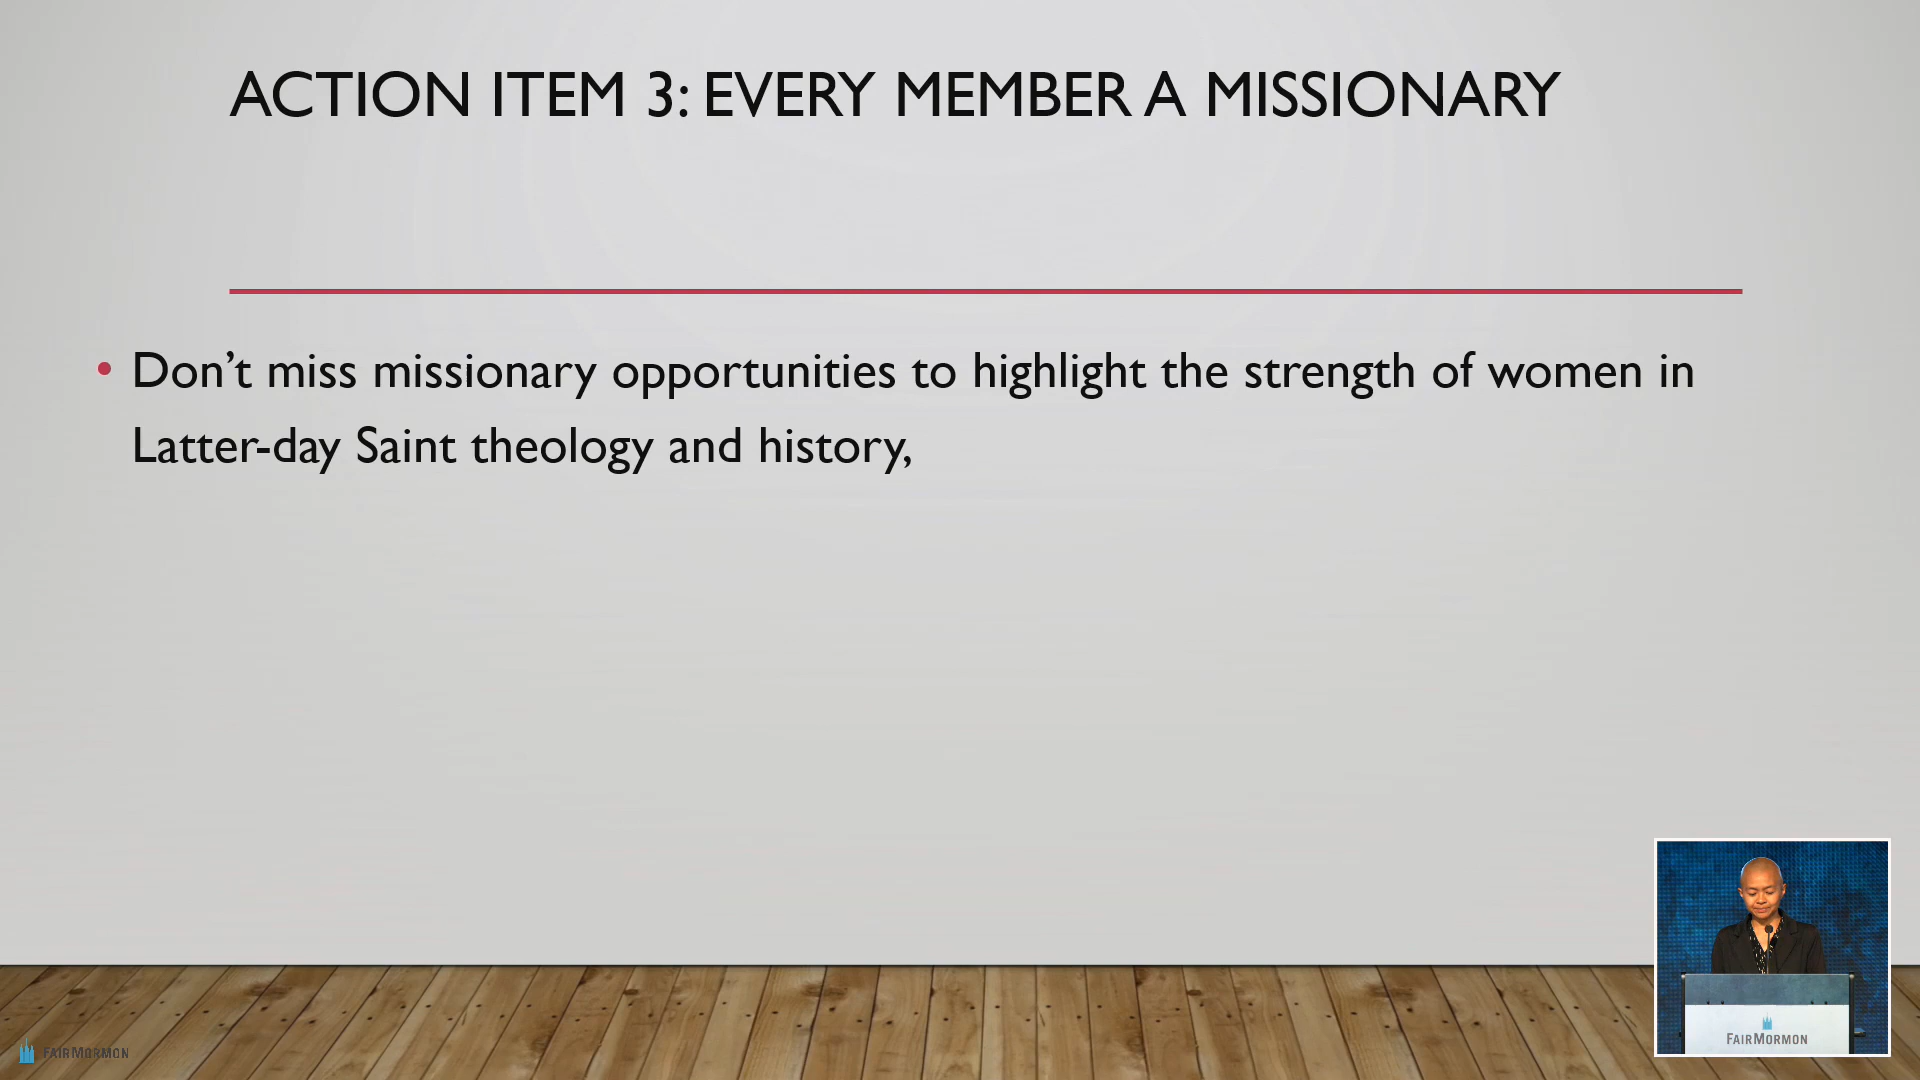 ACTION ITEM 3: EVERY MEMBER A MISSIONARY
• Don’t miss missionary opportunities to highlight the strength of women in
Latter-day Saint theology and history,
FAIRMORMON
FAIRMORMON